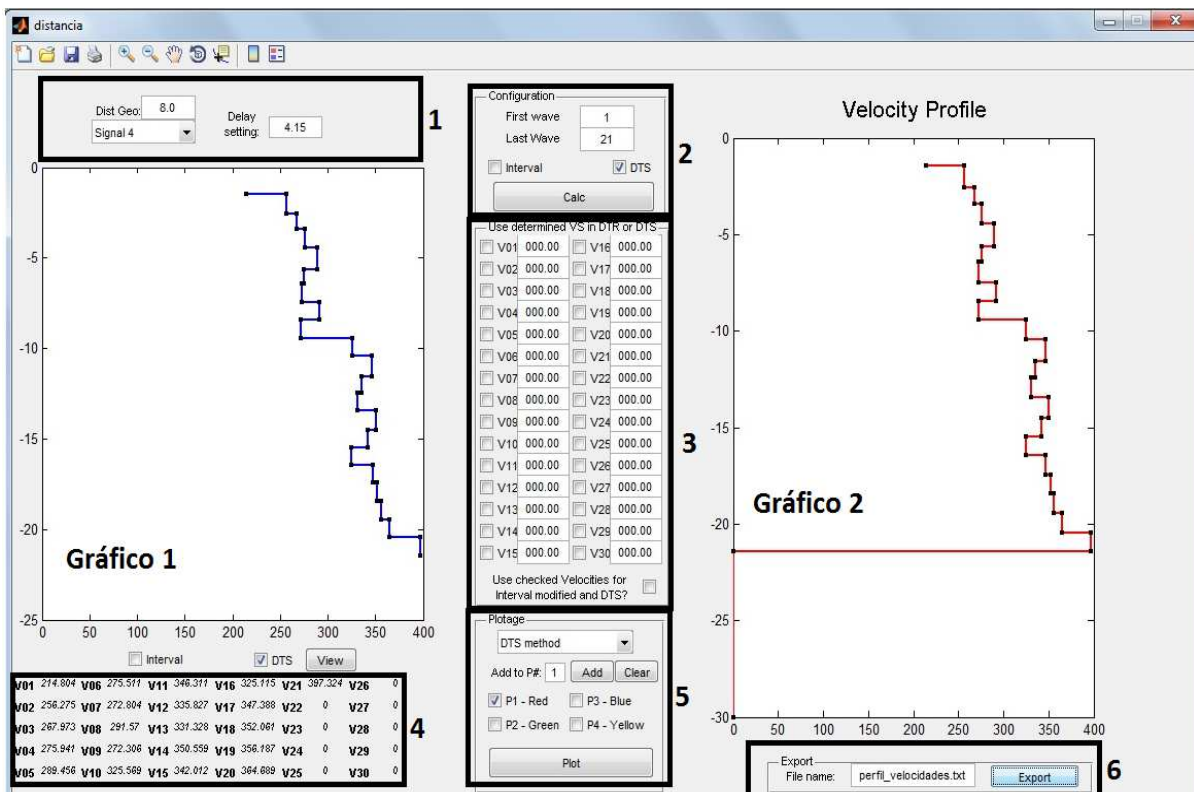 distancia
Dist Geo: 8.0
Signal 4
Delay setting: 4.15
1
0
-5
-10
-15
-20
-25
0 50 100 150 200 250 300 350 400
Gráfico 1
Interval DTS View
V01 214.804 V06 275.511 V11 346.311 V16 325.115 V21 397.324 V26 0
V02 256.275 V07 272.804 V12 335.827 V17 347.388 V22 0 V27 0
V03 267.973 V08 291.57 V13 331.328 V18 352.061 V23 0 V28 0
V04 275.941 V09 272.306 V14 350.559 V19 356.187 V24 0 V29 0
V05 289.456 V10 325.569 V15 342.012 V20 364.689 V25 0 V30 0
4
Configuration
First wave 1
Last Wave 21
Interval DTS
Calc
2
Use determined VS in DTR or DTS
V01 000.00 V16 000.00
V02 000.00 V17 000.00
V03 000.00 V18 000.00
V04 000.00 V19 000.00
V05 000.00 V20 000.00
V06 000.00 V21 000.00
V07 000.00 V22 000.00
V08 000.00 V23 000.00
V09 000.00 V24 000.00
V10 000.00 V25 000.00
V11 000.00 V26 000.00
V12 000.00 V27 000.00
V13 000.00 V28 000.00
V14 000.00 V29 000.00
V15 000.00 V30 000.00
Use checked Velocities for
Interval modified and DTS?
3
Plotage
DTS method
Add to P#: 1 Add Clear
P1 - Red P3 - Blue
P2 - Green P4 - Yellow
Plot
5
Velocity Profile
0
-5
-10
-15
-20
-25
-30
0 50 100 150 200 250 300 350 400
Gráfico 2
Export
File name: perfil_velocidades.txt Export
6